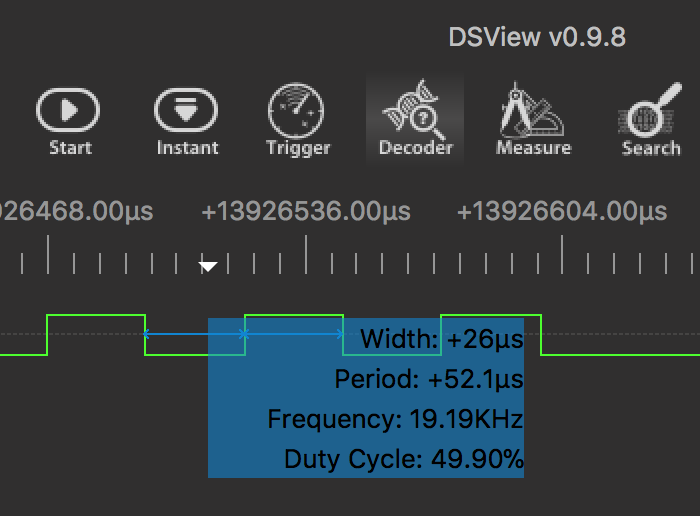 DSView v0.9.8
Start Instant Trigger Decoder Measure Search
926468.00µs +13926536.00µs +13926604.00µs
Width: +26µs
Period: +52.1µs
Frequency: 19.19KHz
Duty Cycle: 49.90%